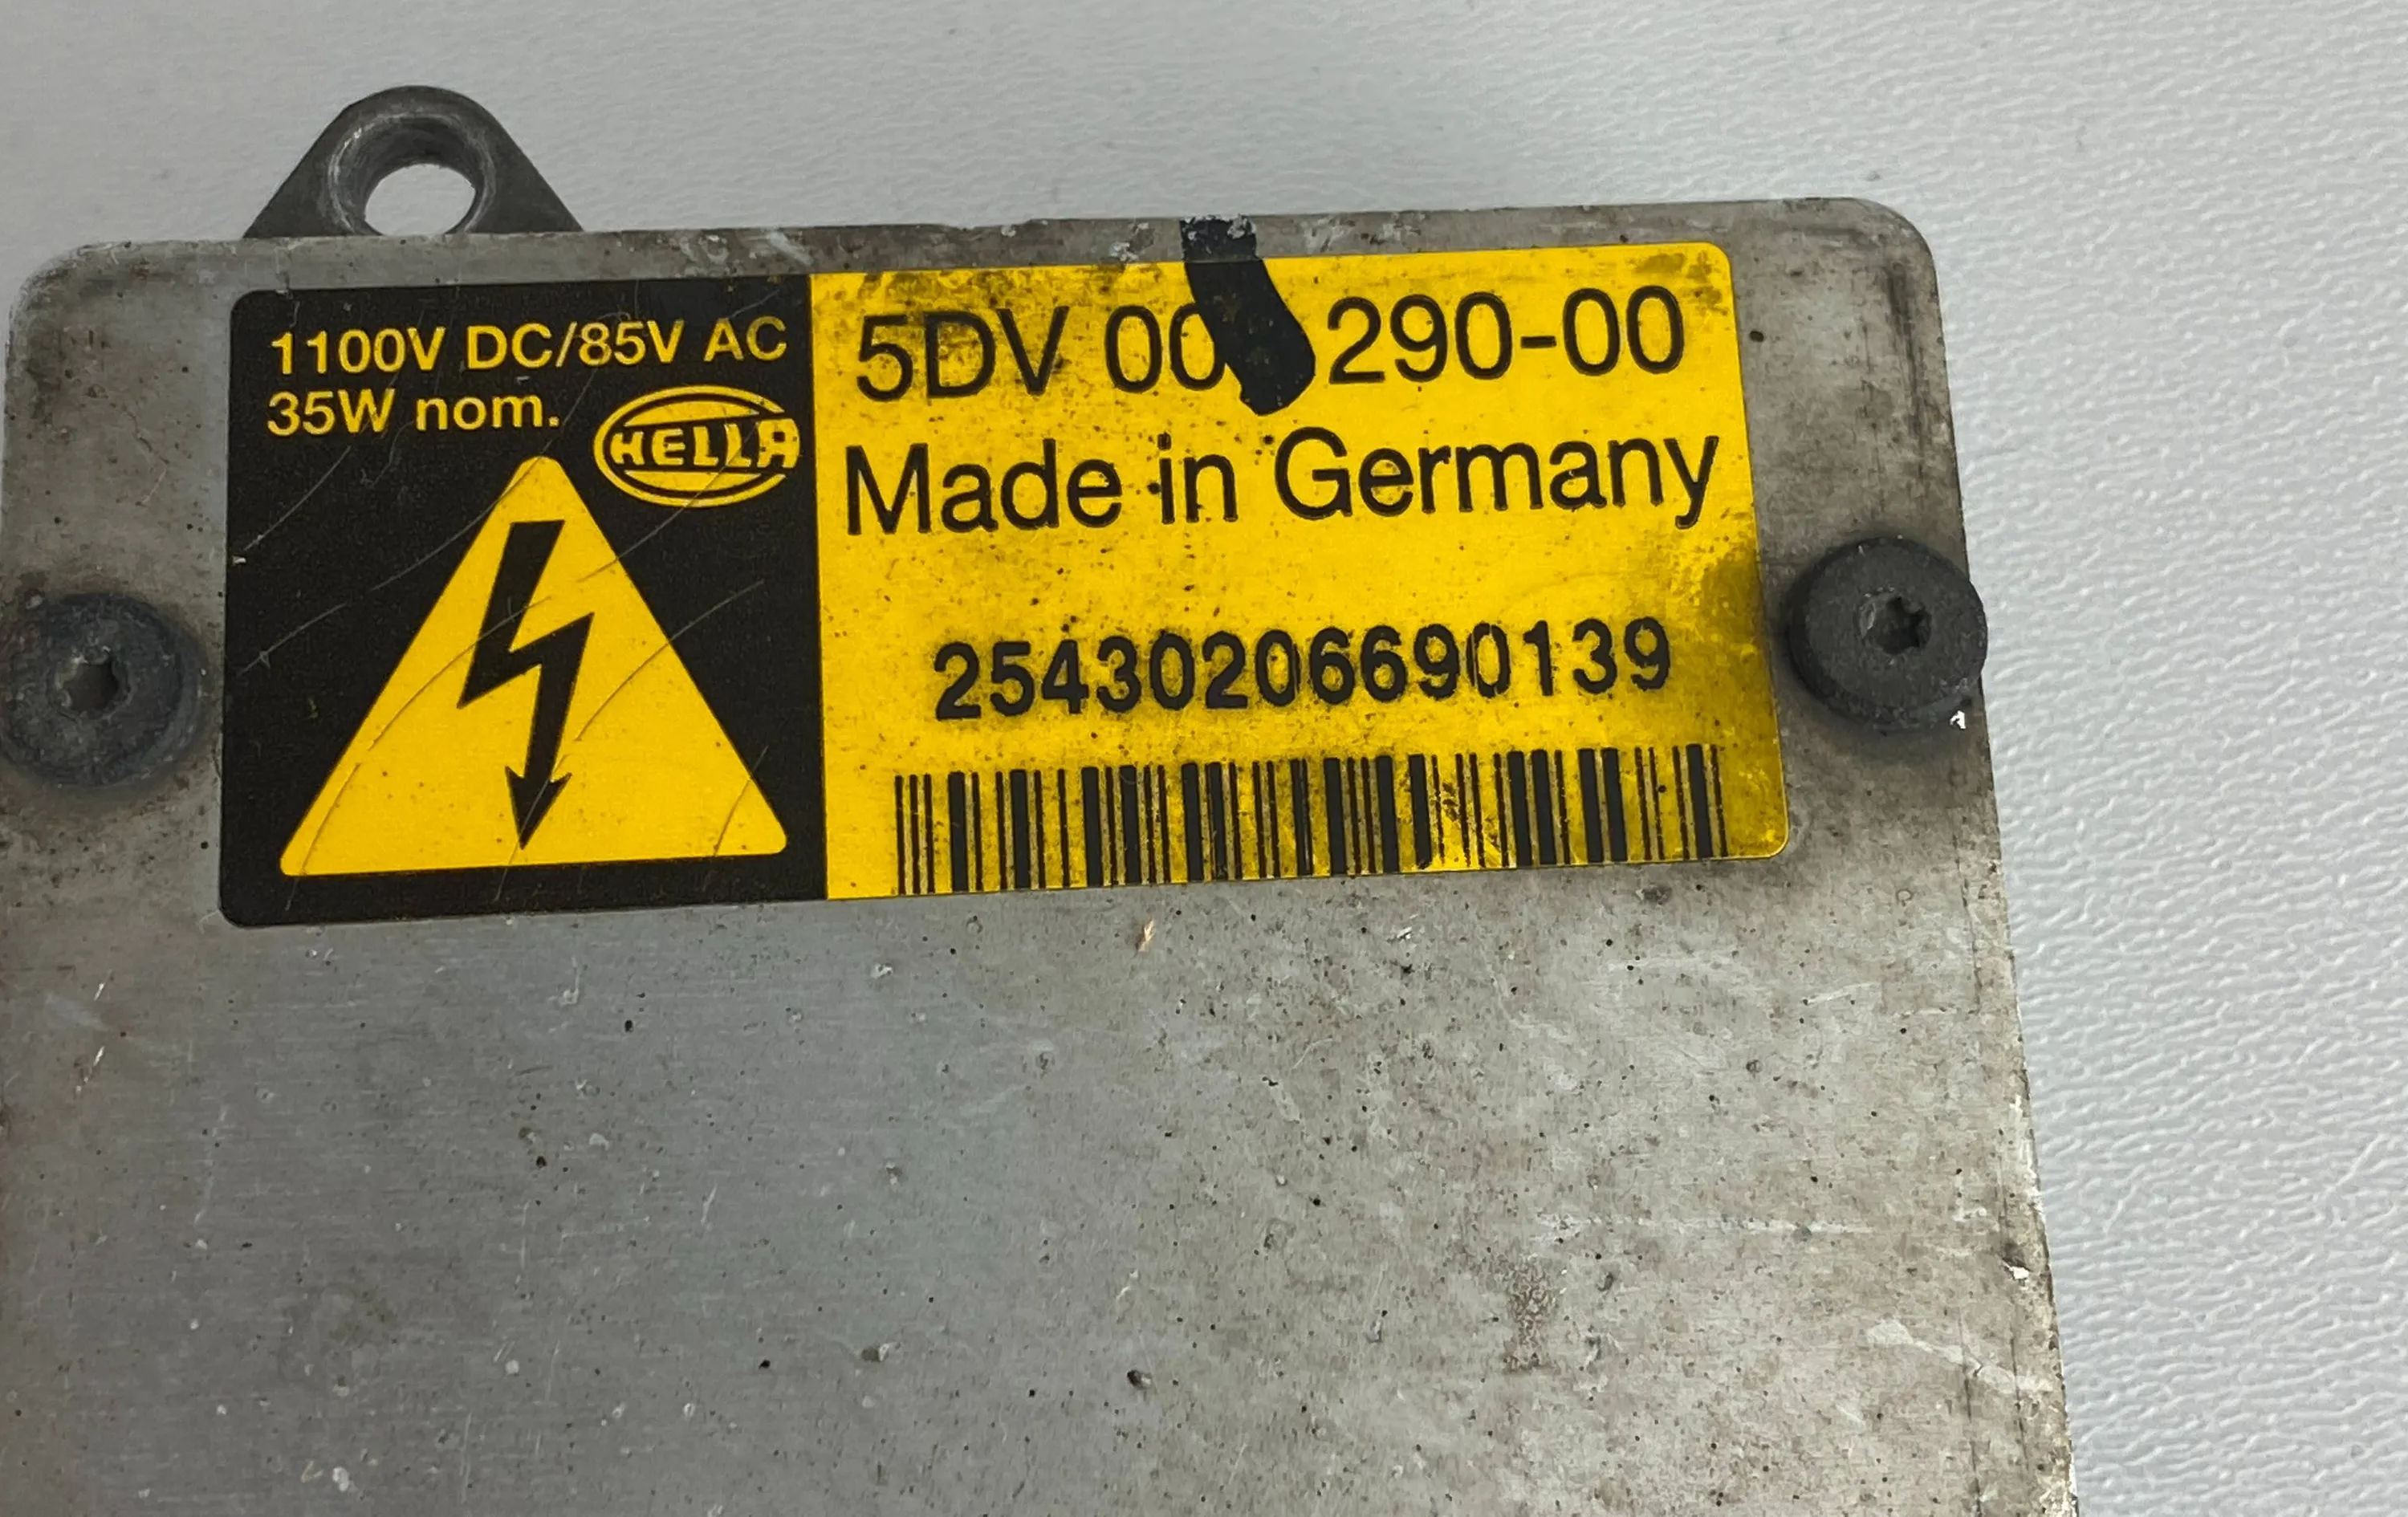 1100V DC/85V AC
35W nom.
HELLA
5DV 00 290-00
Made in Germany
25430206690139